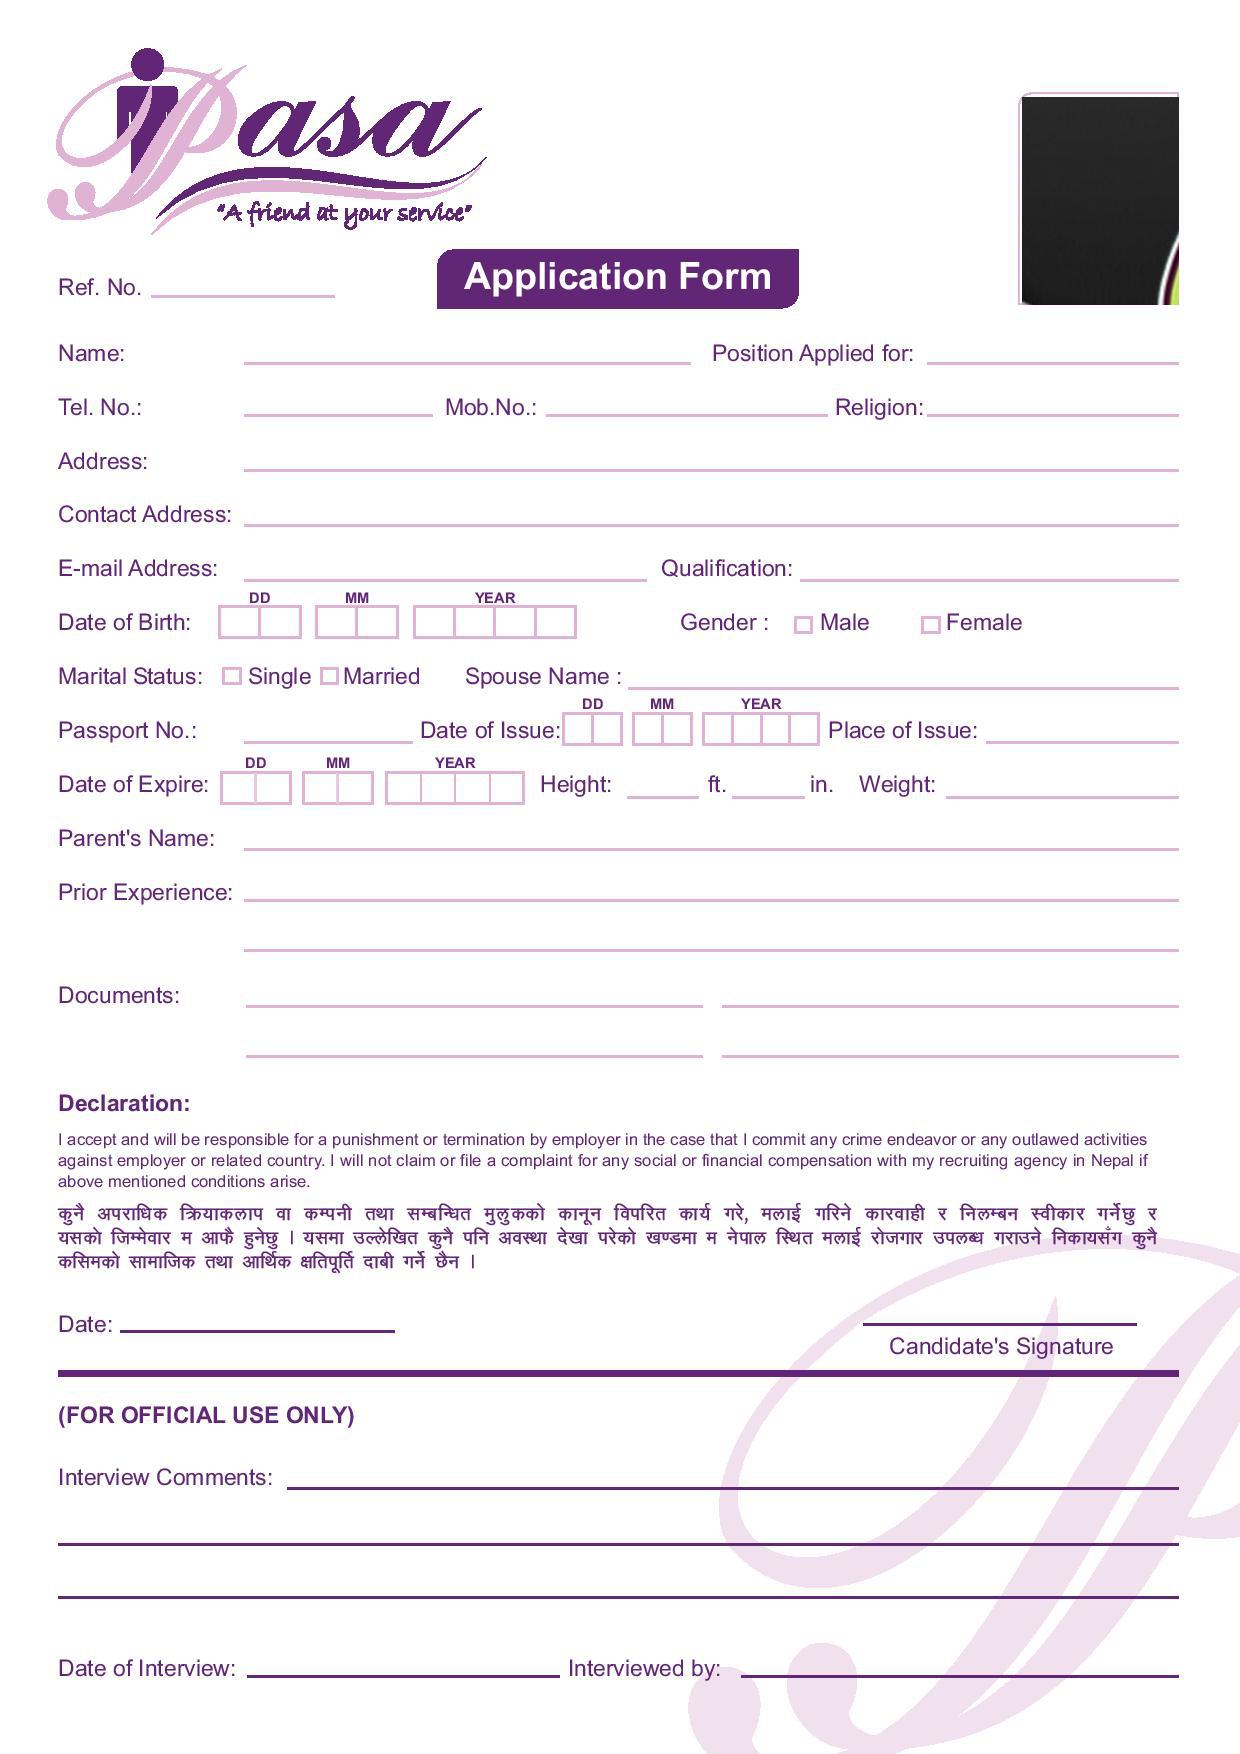 Pasa
"A friend at your service"
Application Form
Ref. No.
Name: Position Applied for:
Tel. No.: Mob.No.: Religion:
Address:
Contact Address:
E-mail Address: Qualification:
DD MM YEAR
Date of Birth: Gender : Male Female
Marital Status: Single Married Spouse Name :
DD MM YEAR
Passport No.: Date of Issue: Place of Issue:
DD MM YEAR
Date of Expire: Height: ft. in. Weight:
Parent's Name:
Prior Experience:
Documents:
Declaration:
I accept and will be responsible for a punishment or termination by employer in the case that I commit any crime endeavor or any outlawed activities
against employer or related country. I will not claim or file a complaint for any social or financial compensation with my recruiting agency in Nepal if
above mentioned conditions arise.
कुनै अपराधिक क्रियाकलाप वा कम्पनी तथा सम्बन्धित मुलुकको कानून विपरित कार्य गरे, मलाई गरिने कारवाही र निलम्बन स्वीकार गर्नेछु र
यसको जिम्मेवार म आफै हुनेछु । यसमा उल्लेखित कुनै पनि अवस्था देखा परेको खण्डमा म नेपाल स्थित मलाई रोजगार उपलब्ध गराउने निकायसँग कुनै
कसिमको सामाजिक तथा आर्थिक क्षतिपूर्ति दाबी गर्ने छैन ।
Date:
Candidate's Signature
(FOR OFFICIAL USE ONLY)
Interview Comments:
Date of Interview: Interviewed by: